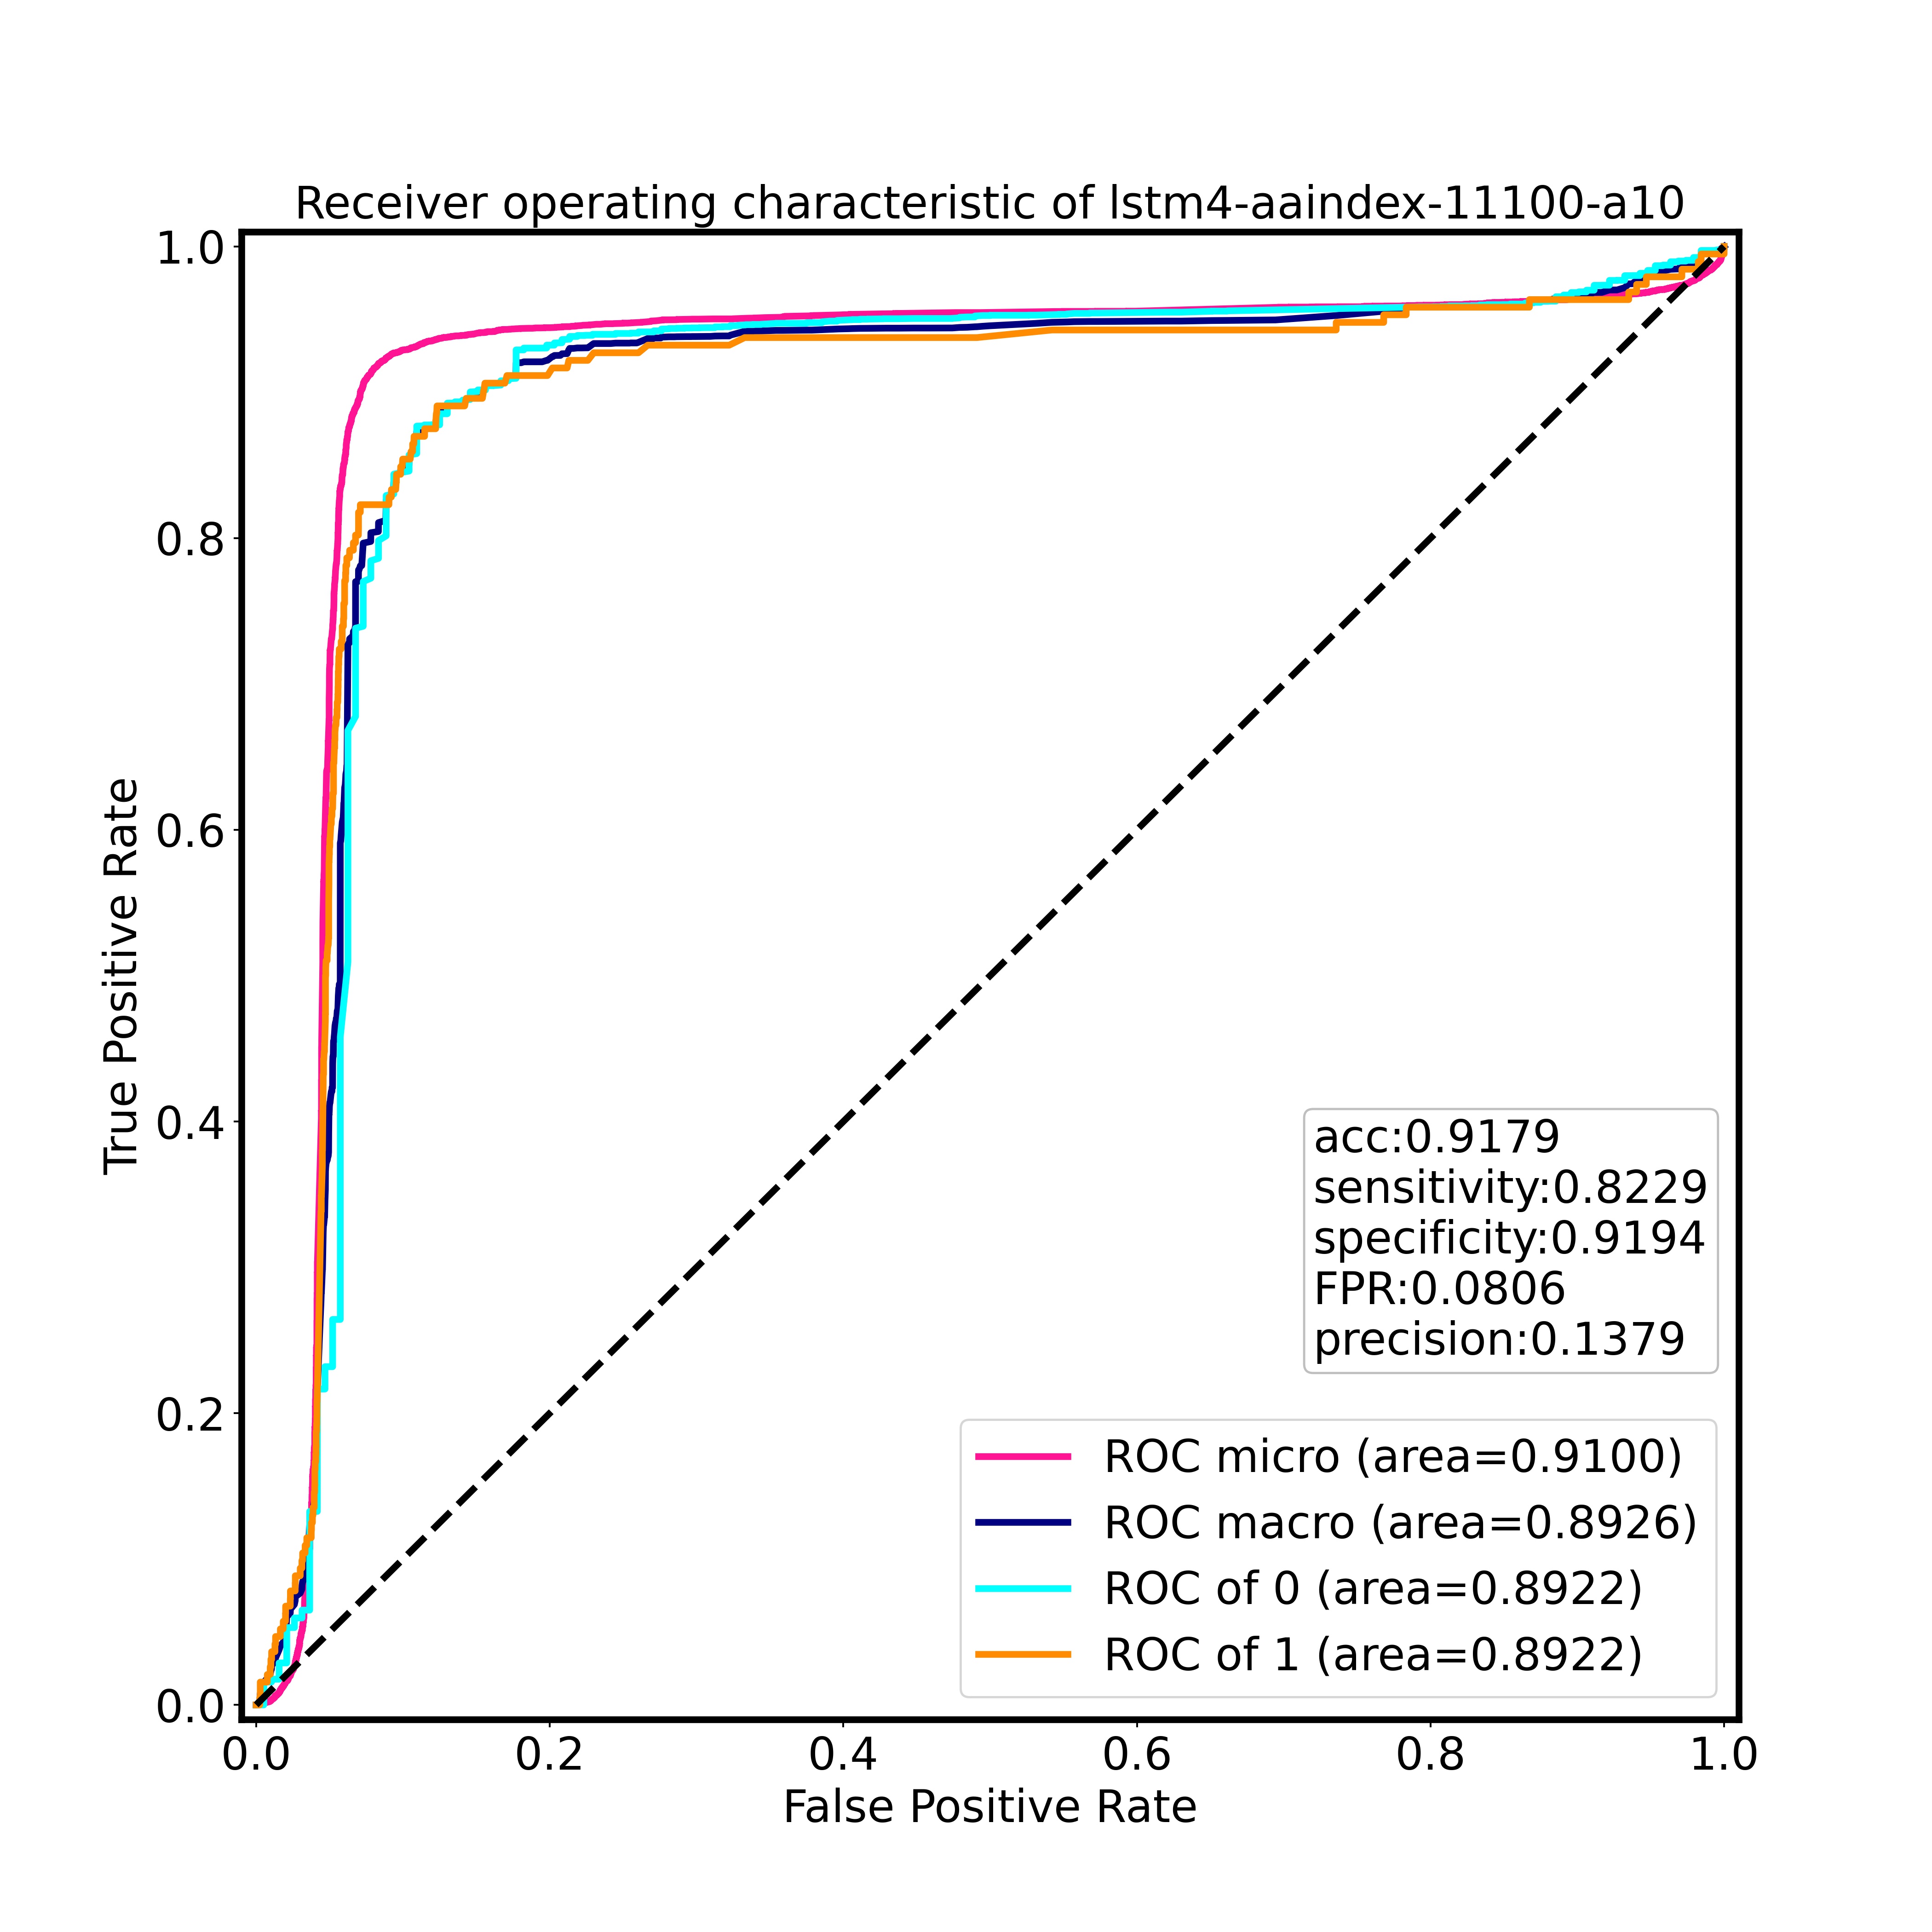 Receiver operating characteristic of lstm4-aaindex-11100-a10
1.0
0.8
0.6
0.4
0.2
0.0
True Positive Rate
acc:0.9179
sensitivity:0.8229
specificity:0.9194
FPR:0.0806
precision:0.1379
ROC micro (area=0.9100)
ROC macro (area=0.8926)
ROC of 0 (area=0.8922)
ROC of 1 (area=0.8922)
0.0 0.2 0.4 0.6 0.8 1.0
False Positive Rate